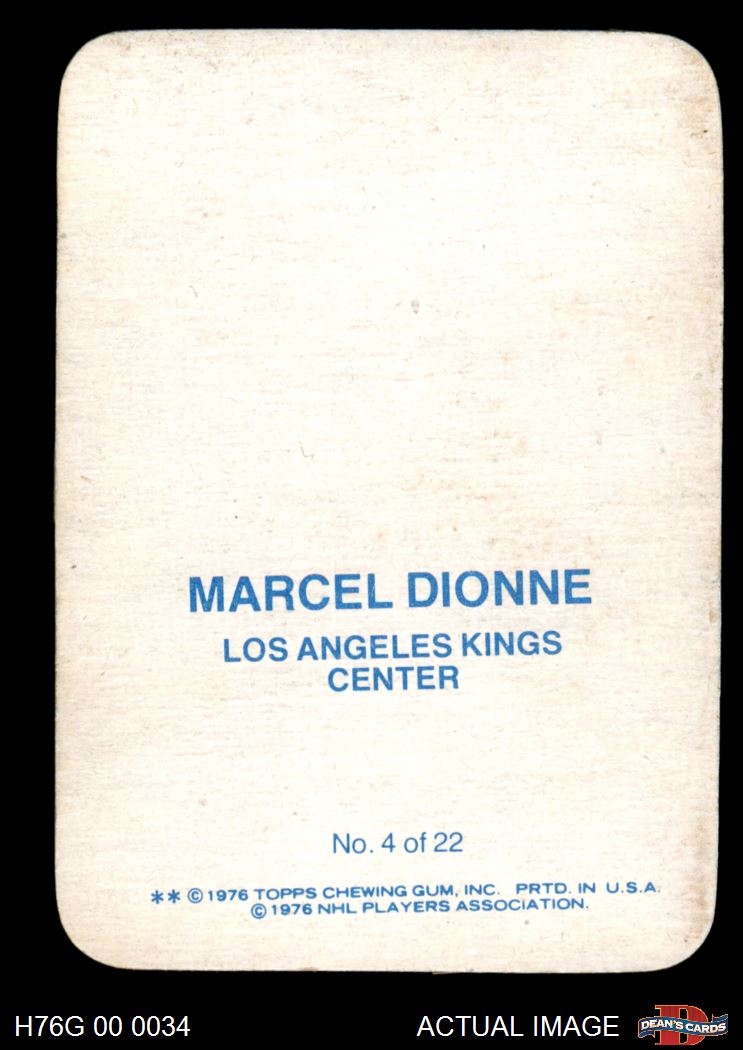 MARCEL DIONNE
LOS ANGELES KINGS
CENTER
No. 4 of 22
** © 1976 TOPPS CHEWING GUM, INC. PRTD. IN U.S.A.
© 1976 NHL PLAYERS ASSOCIATION.
H76G 00 0034 ACTUAL IMAGE D DEAN'S CARDS